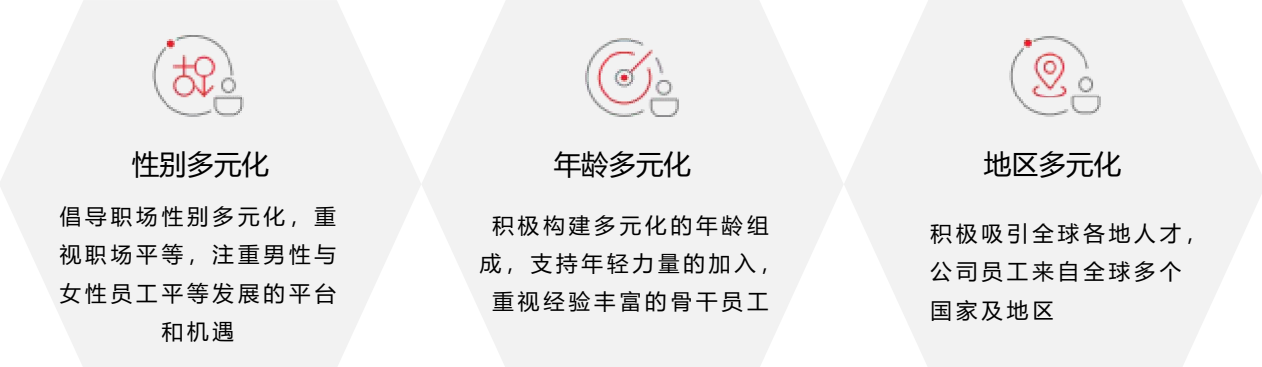 性别多元化
倡导职场性别多元化，重
视职场平等，注重男性与
女性员工平等发展的平台
和机遇
年龄多元化
积极构建多元化的年龄组
成，支持年轻力量的加入，
重视经验丰富的骨干员工
地区多元化
积极吸引全球各地人才，
公司员工来自全球多个
国家及地区